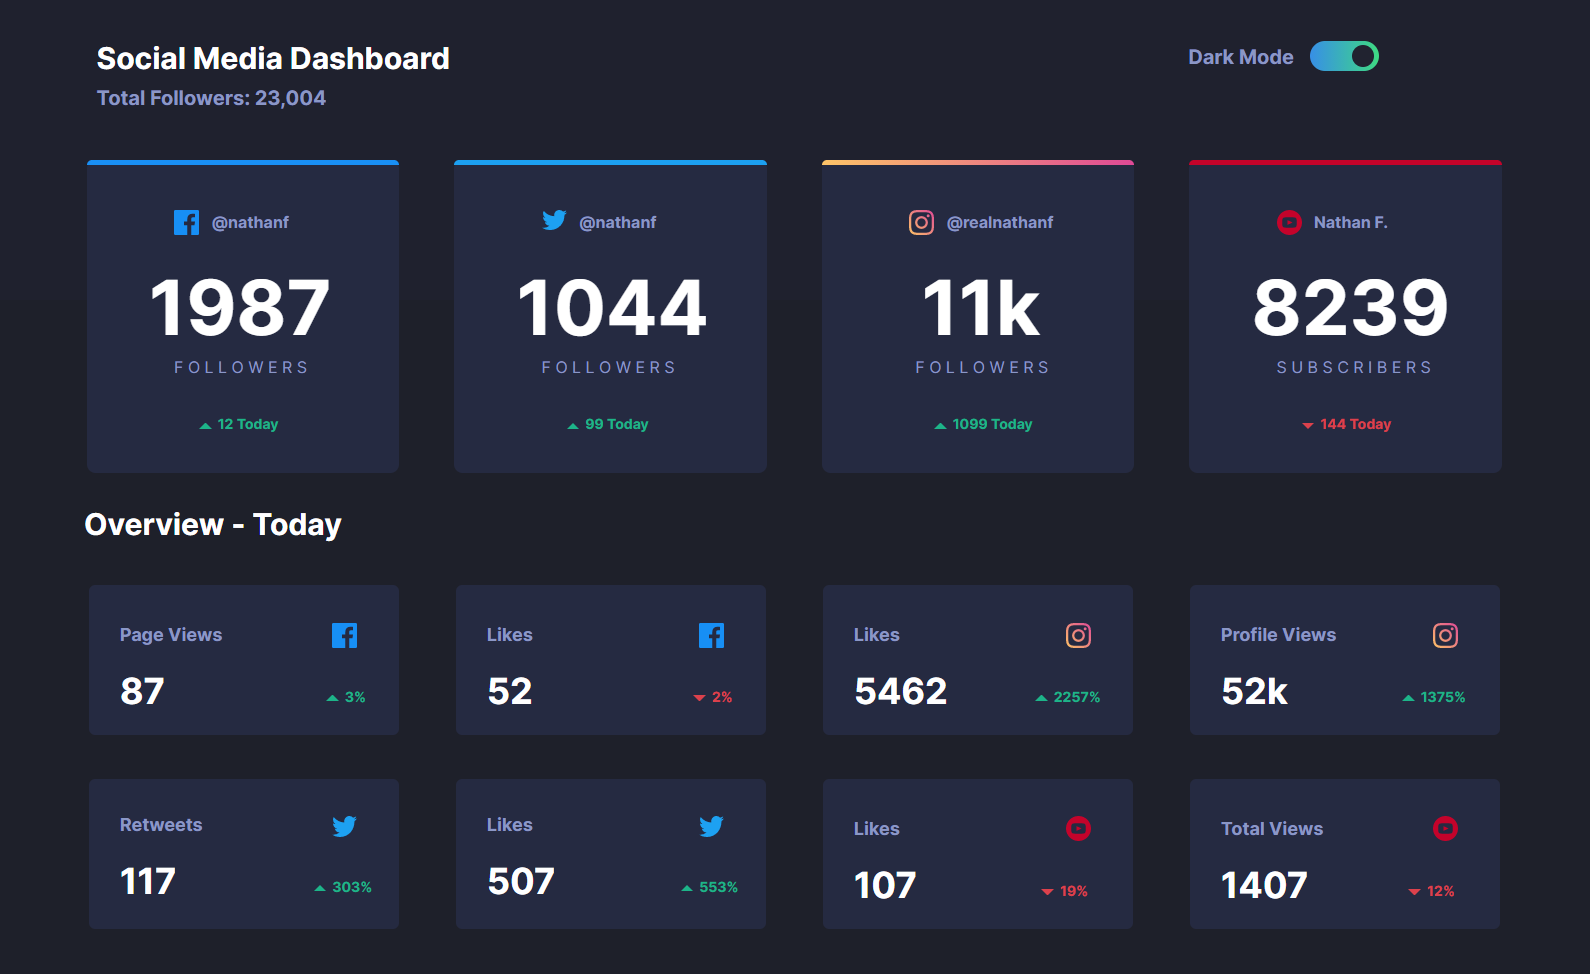 Social Media Dashboard
Dark Mode
Total Followers: 23,004
@nathanf
1987
FOLLOWERS
12 Today
@nathanf
1044
FOLLOWERS
99 Today
@realnathanf
11k
FOLLOWERS
1099 Today
Nathan F.
8239
SUBSCRIBERS
144 Today
Overview - Today
Page Views
87
3%
Likes
52
2%
Likes
5462
2257%
Profile Views
52k
1375%
Retweets
117
303%
Likes
507
553%
Likes
107
19%
Total Views
1407
12%